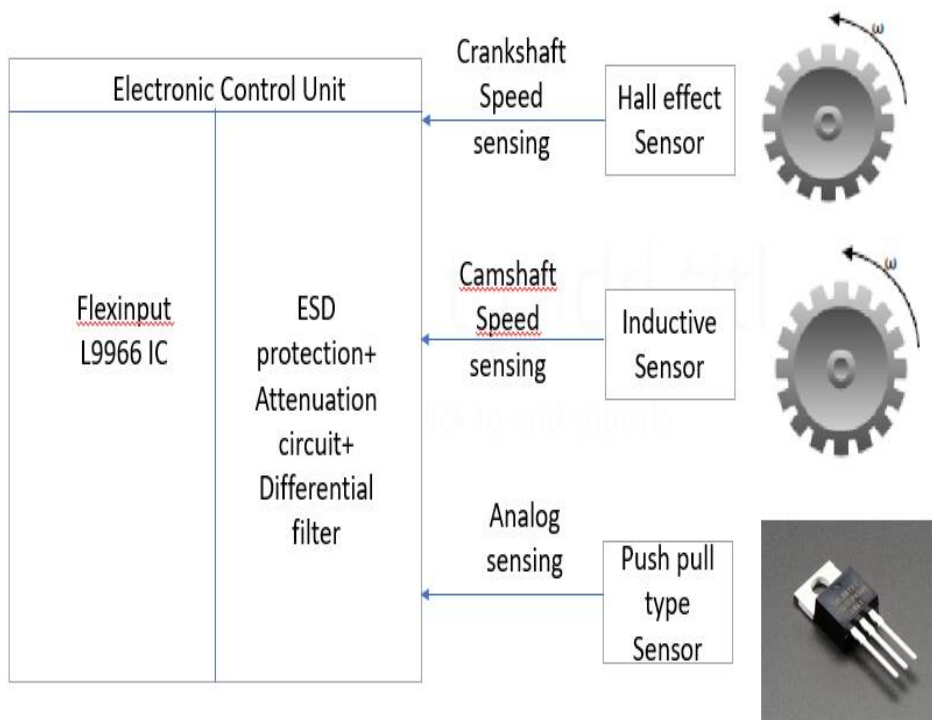 Electronic Control Unit
Flexinput
L9966 IC
ESD
protection+
Attenuation
circuit+
Differential
filter
Crankshaft
Speed
sensing
Hall effect
Sensor
ω
Camshaft
Speed
sensing
Inductive
Sensor
ω
Analog
sensing
Push pull
type
Sensor